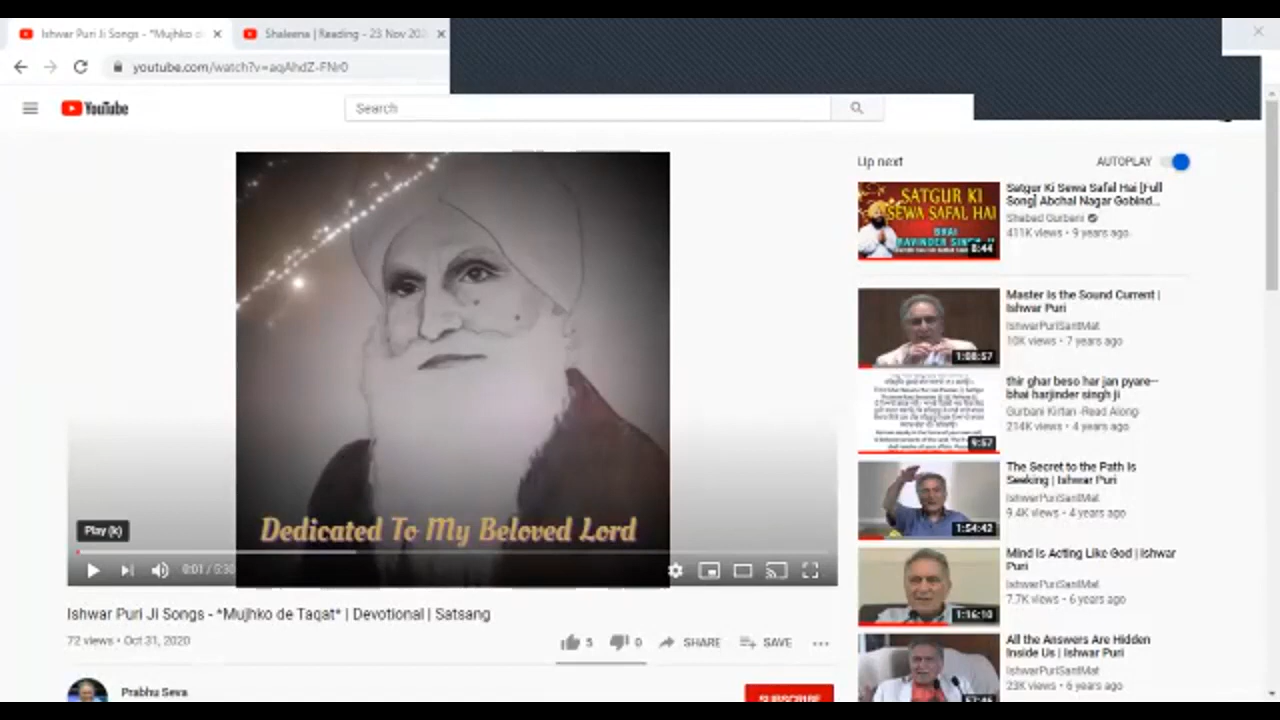 Ishwar Puri Ji Songs - *Mujhko d
Shaleena | Reading - 23 Nov 202
youtube.com/watch?v=aqAhdZ-FNr0
YouTube
Search
Dedicated To My Beloved Lord
Play (k)
0:01 / 5:30
Ishwar Puri Ji Songs - *Mujhko de Taqat* | Devotional | Satsang
72 views • Oct 31, 2020
5
0
SHARE
SAVE
Prabhu Seva
SUBSCRIBE
Up next
AUTOPLAY
SATGUR KI
SEWA SAFAL HAI
BHAI
8:44
Satgur Ki Sewa Safal Hai [Full
Song] Abchal Nagar Gobind...
Shabad Gurbani
411K views • 9 years ago
1:08:57
Master Is the Sound Current |
Ishwar Puri
IshwarPuriSantMat
10K views • 7 years ago
9:57
thir ghar beso har jan pyare--
bhai harjinder singh ji
Gurbani Kirtan -Read Along
214K views • 4 years ago
1:54:42
The Secret to the Path Is
Seeking | Ishwar Puri
IshwarPuriSantMat
9.4K views • 4 years ago
1:16:10
Mind Is Acting Like God | Ishwar
Puri
IshwarPuriSantMat
7.7K views • 6 years ago
All the Answers Are Hidden
Inside Us | Ishwar Puri
IshwarPuriSantMat
23K views • 6 years ago